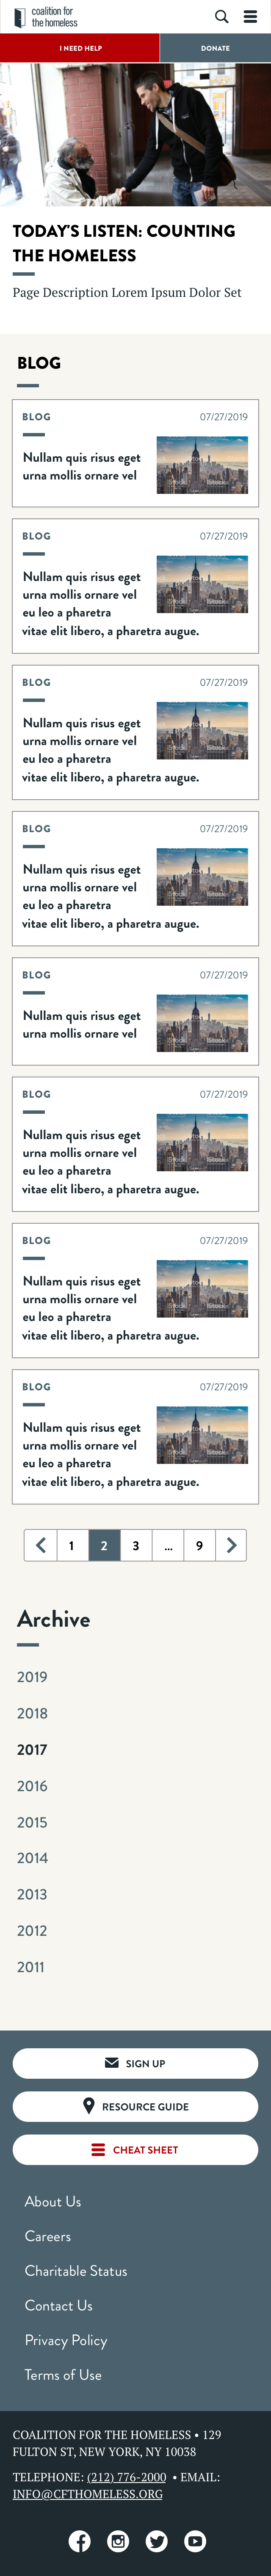 coalition for
the homeless
I NEED HELP
DONATE
TODAY'S LISTEN: COUNTING
THE HOMELESS
Page Description Lorem Ipsum Dolor Set
BLOG
BLOG 07/27/2019
Nullam quis risus eget
urna mollis ornare vel
BLOG 07/27/2019
Nullam quis risus eget
urna mollis ornare vel
eu leo a pharetra
vitae elit libero, a pharetra augue.
BLOG 07/27/2019
Nullam quis risus eget
urna mollis ornare vel
eu leo a pharetra
vitae elit libero, a pharetra augue.
BLOG 07/27/2019
Nullam quis risus eget
urna mollis ornare vel
eu leo a pharetra
vitae elit libero, a pharetra augue.
BLOG 07/27/2019
Nullam quis risus eget
urna mollis ornare vel
BLOG 07/27/2019
Nullam quis risus eget
urna mollis ornare vel
eu leo a pharetra
vitae elit libero, a pharetra augue.
BLOG 07/27/2019
Nullam quis risus eget
urna mollis ornare vel
eu leo a pharetra
vitae elit libero, a pharetra augue.
BLOG 07/27/2019
Nullam quis risus eget
urna mollis ornare vel
eu leo a pharetra
vitae elit libero, a pharetra augue.
1 2 3 ... 9
Archive
2019
2018
2017
2016
2015
2014
2013
2012
2011
SIGN UP
RESOURCE GUIDE
CHEAT SHEET
About Us
Careers
Charitable Status
Contact Us
Privacy Policy
Terms of Use
COALITION FOR THE HOMELESS • 129
FULTON ST, NEW YORK, NY 10038
TELEPHONE: (212) 776-2000 • EMAIL:
INFO@CFTHOMELESS.ORG